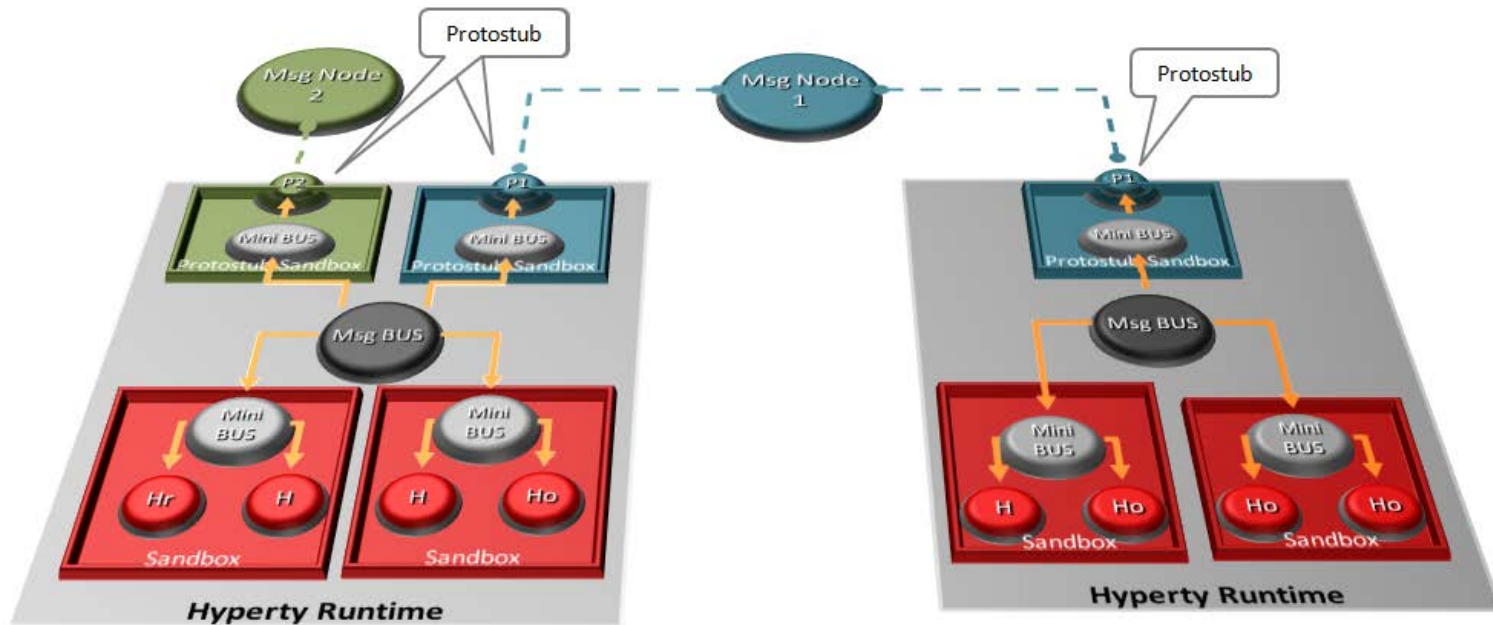 Protostub
Msg Node
2
Msg Node
1
Protostub
P2
P1
P1
Mini BUS
Mini BUS
Mini BUS
Protostub Sandbox
Protostub Sandbox
Protostub Sandbox
Msg BUS
Msg BUS
Mini
BUS
Mini
BUS
Mini
BUS
Mini
BUS
Hr
H
H
Ho
H
Ho
Ho
Ho
Sandbox
Sandbox
Sandbox
Sandbox
Hyperty Runtime
Hyperty Runtime